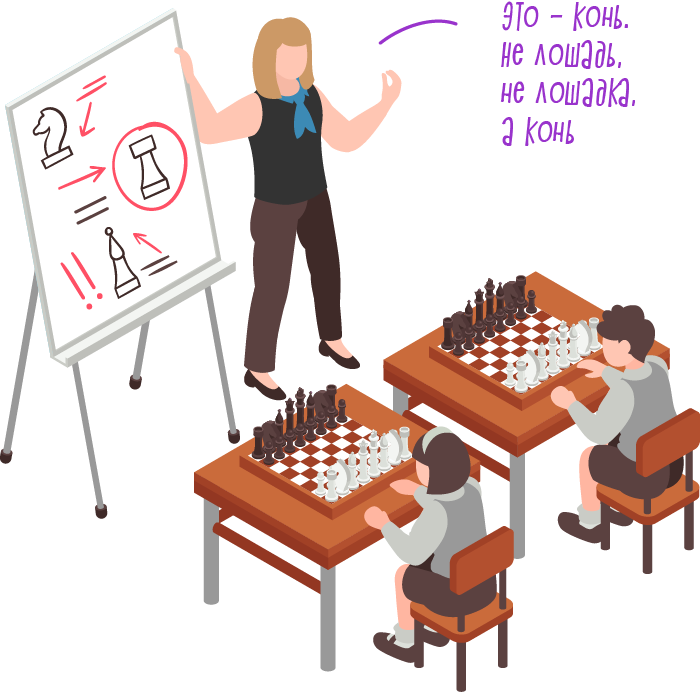 это – конь.
не лошадь,
не лошадка,
а конь